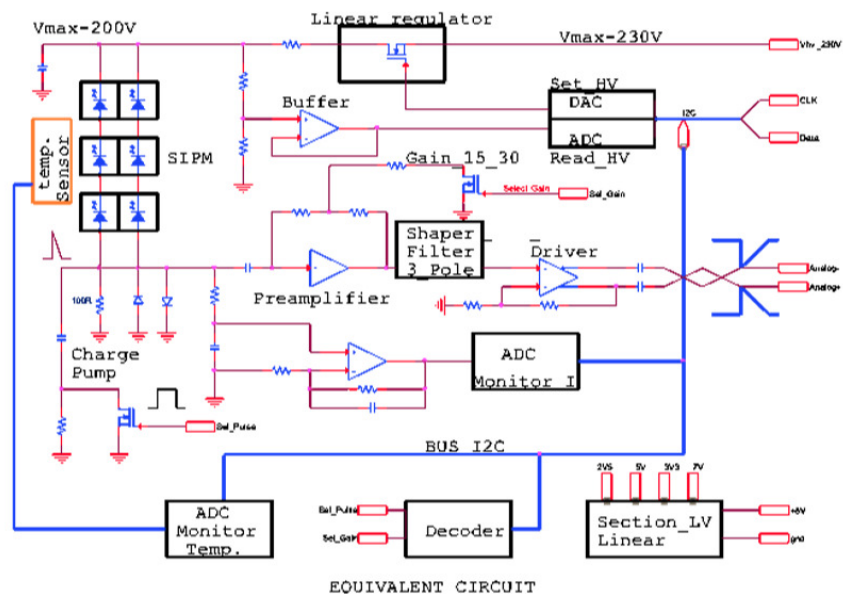 Linear regulator
Vmax-200V
Vmax-230V
Vhv_230V
Set_HV
DAC
I2C
CLK
Buffer
ADC
Data
Read_HV
temp.
Sensor
SIPM
Gain_15_30
Select Gain
Sel_Gain
Shaper
Filter
3_Pole
Driver
Analog-
Analog+
Preamplifier
100R
Charge
Pump
ADC
Monitor_I
Sel_Pulse
BUS I2C
2V5
5V
3V3
7V
ADC
Monitor
Temp.
Sel_Pulse
Sel_Gain
Decoder
Section_LV
Linear
gnd
EQUIVALENT CIRCUIT